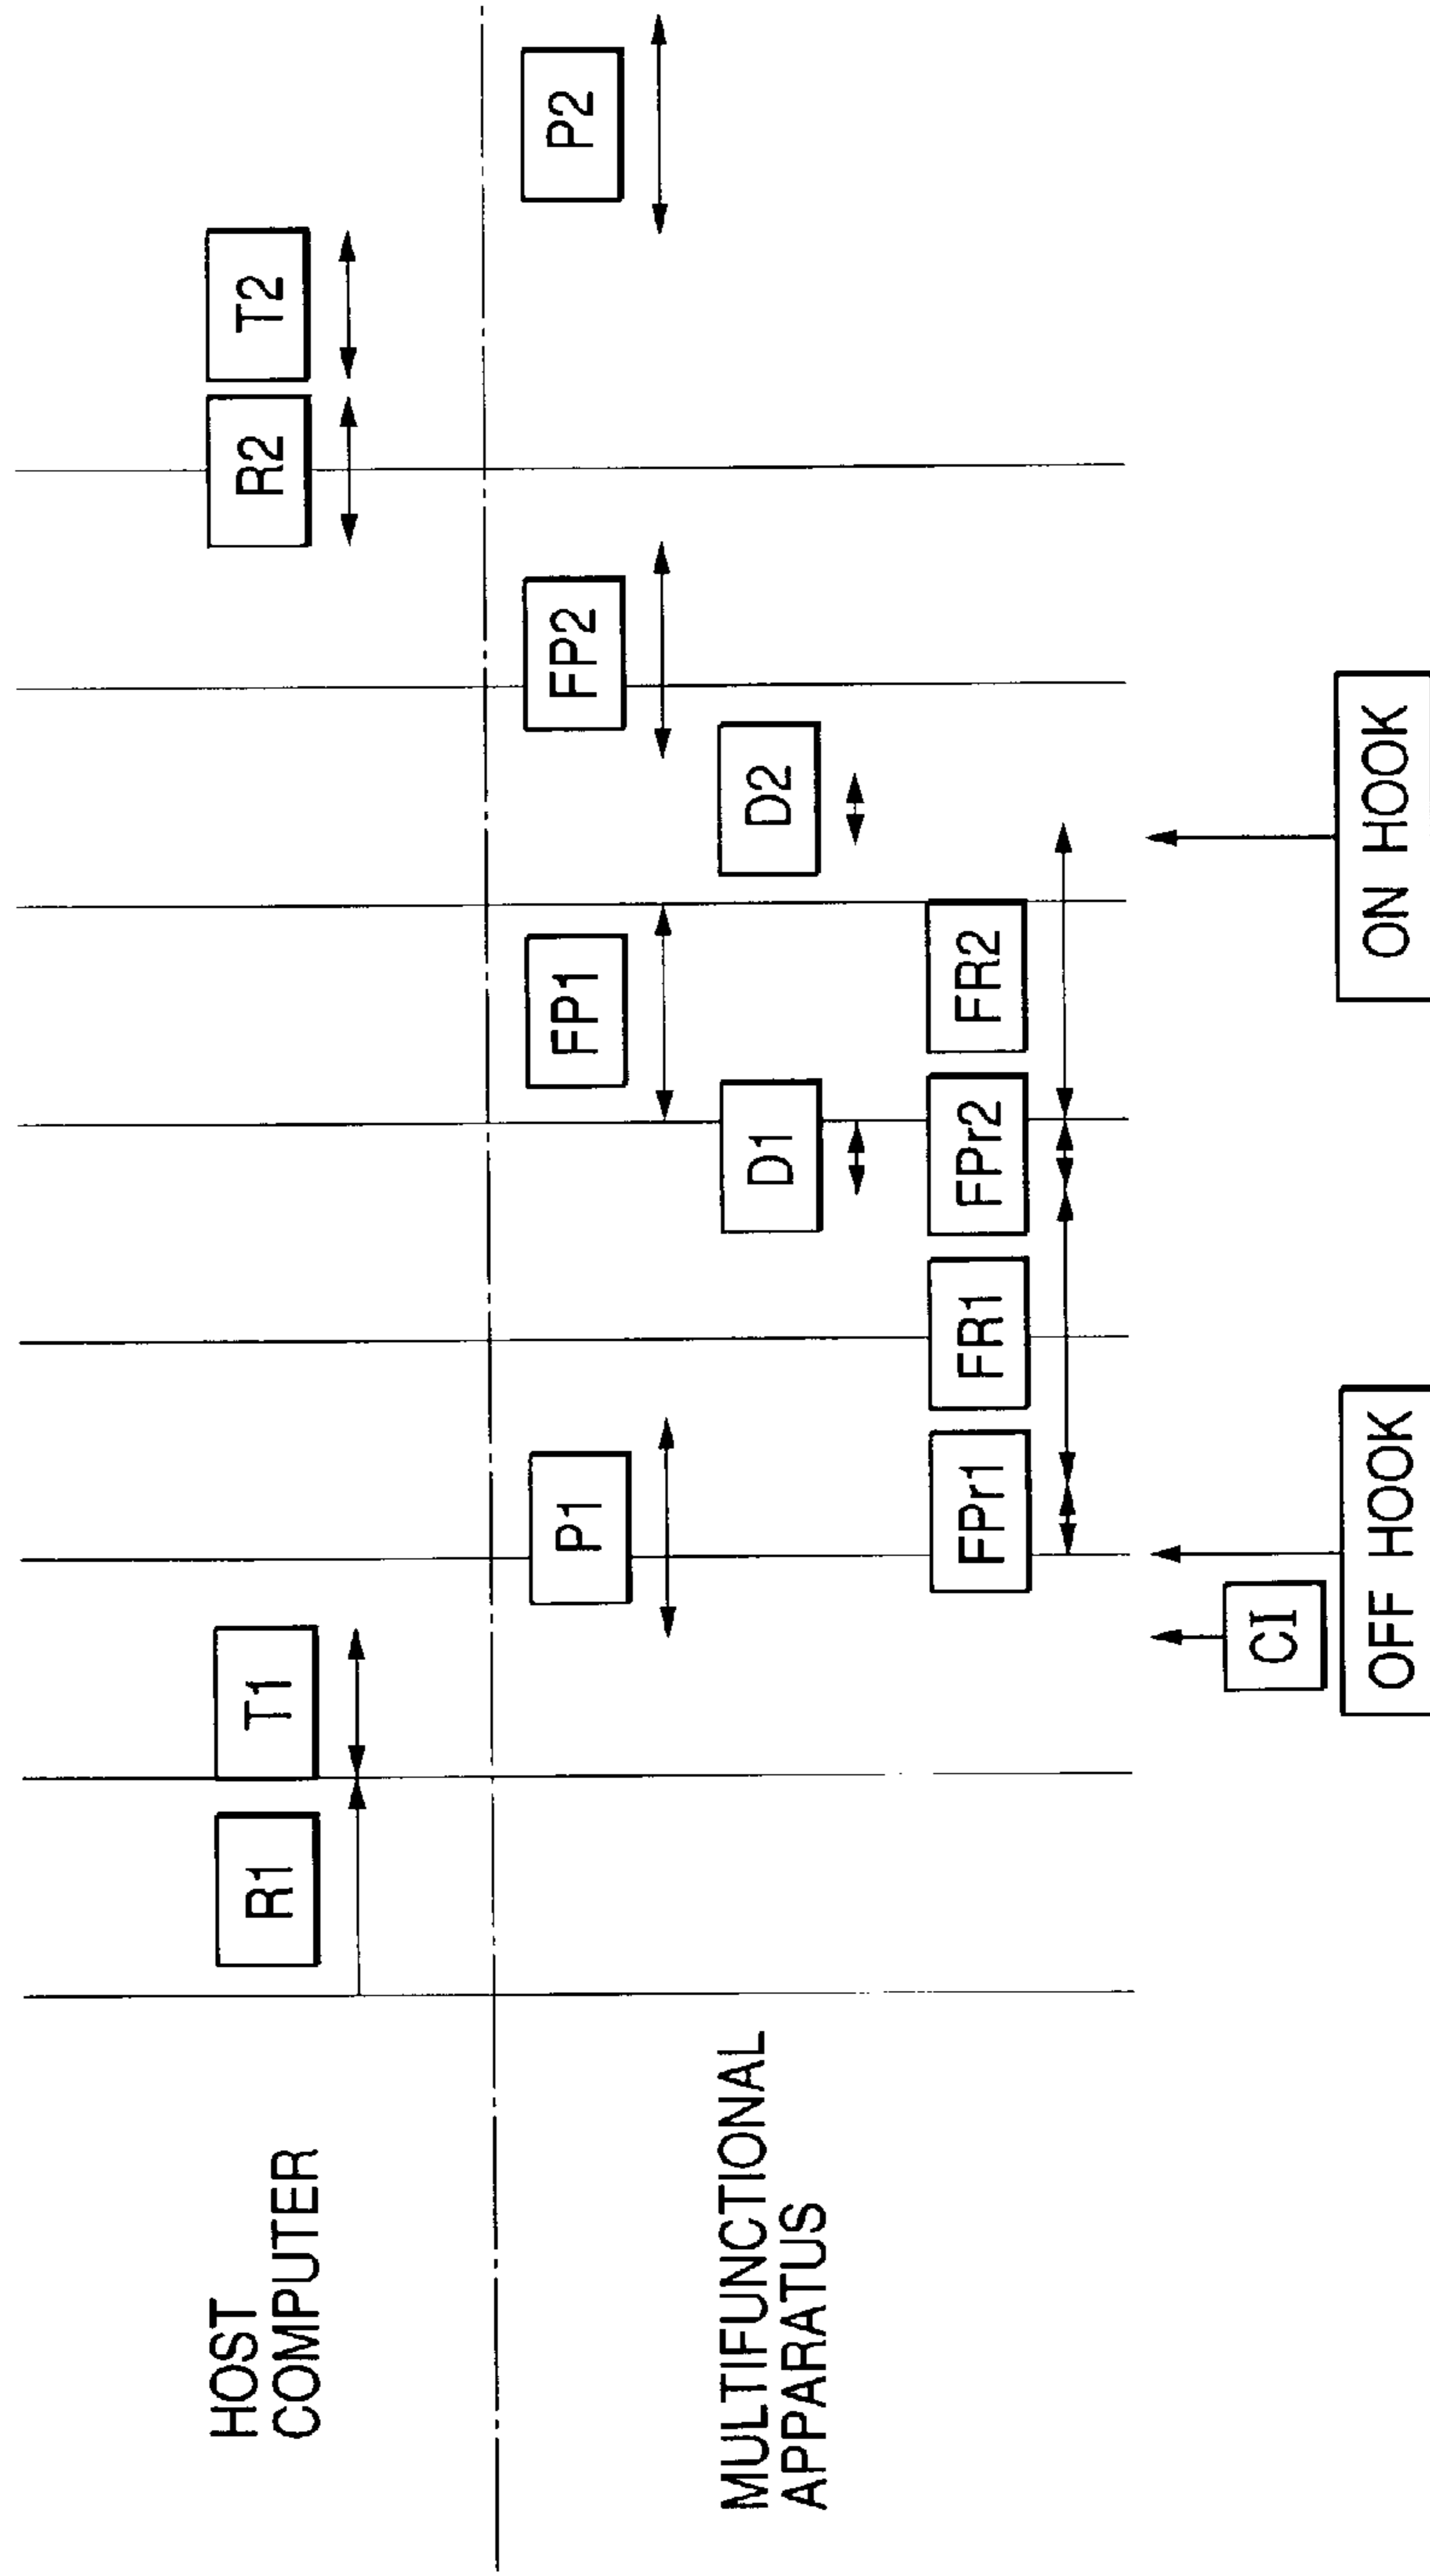 HOST
COMPUTER
R1
T1
R2
T2
MULTIFUNCTIONAL
APPARATUS
P1
FP1
FP2
P2
D1
D2
FPr1
FR1
FPr2
FR2
CI
OFF HOOK
ON HOOK